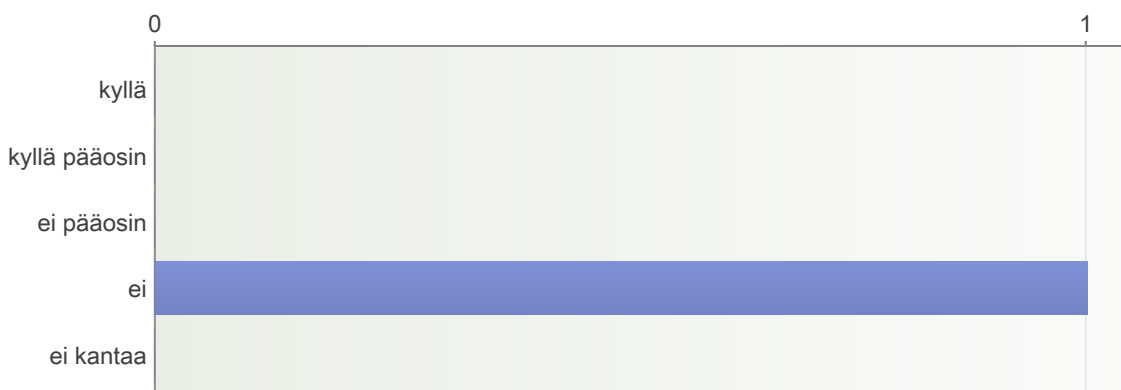 0 1
kyllä
kyllä pääosin
ei pääosin
ei
ei kantaa